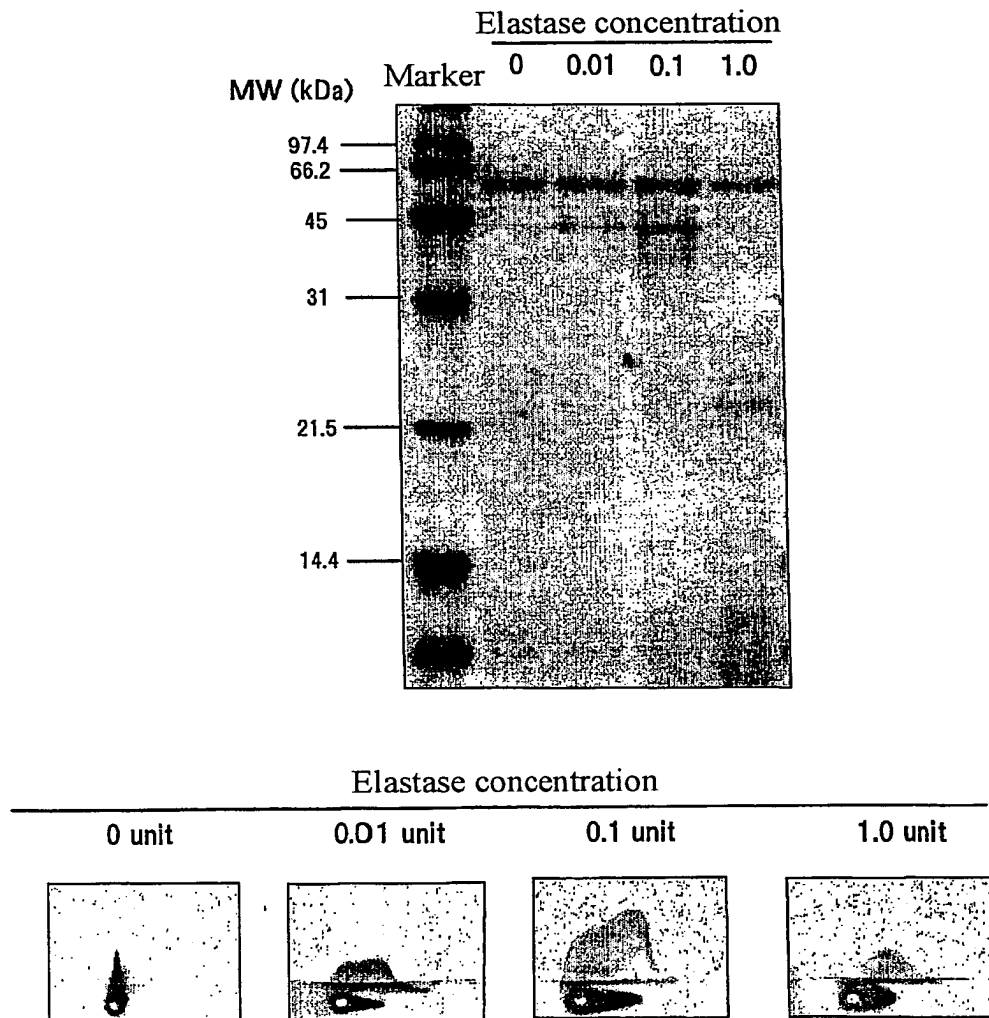 Elastase concentration
MW (kDa) Marker 0 0.01 0.1 1.0
97.4
66.2
45
31
21.5
14.4
Elastase concentration
0 unit 0.01 unit 0.1 unit 1.0 unit